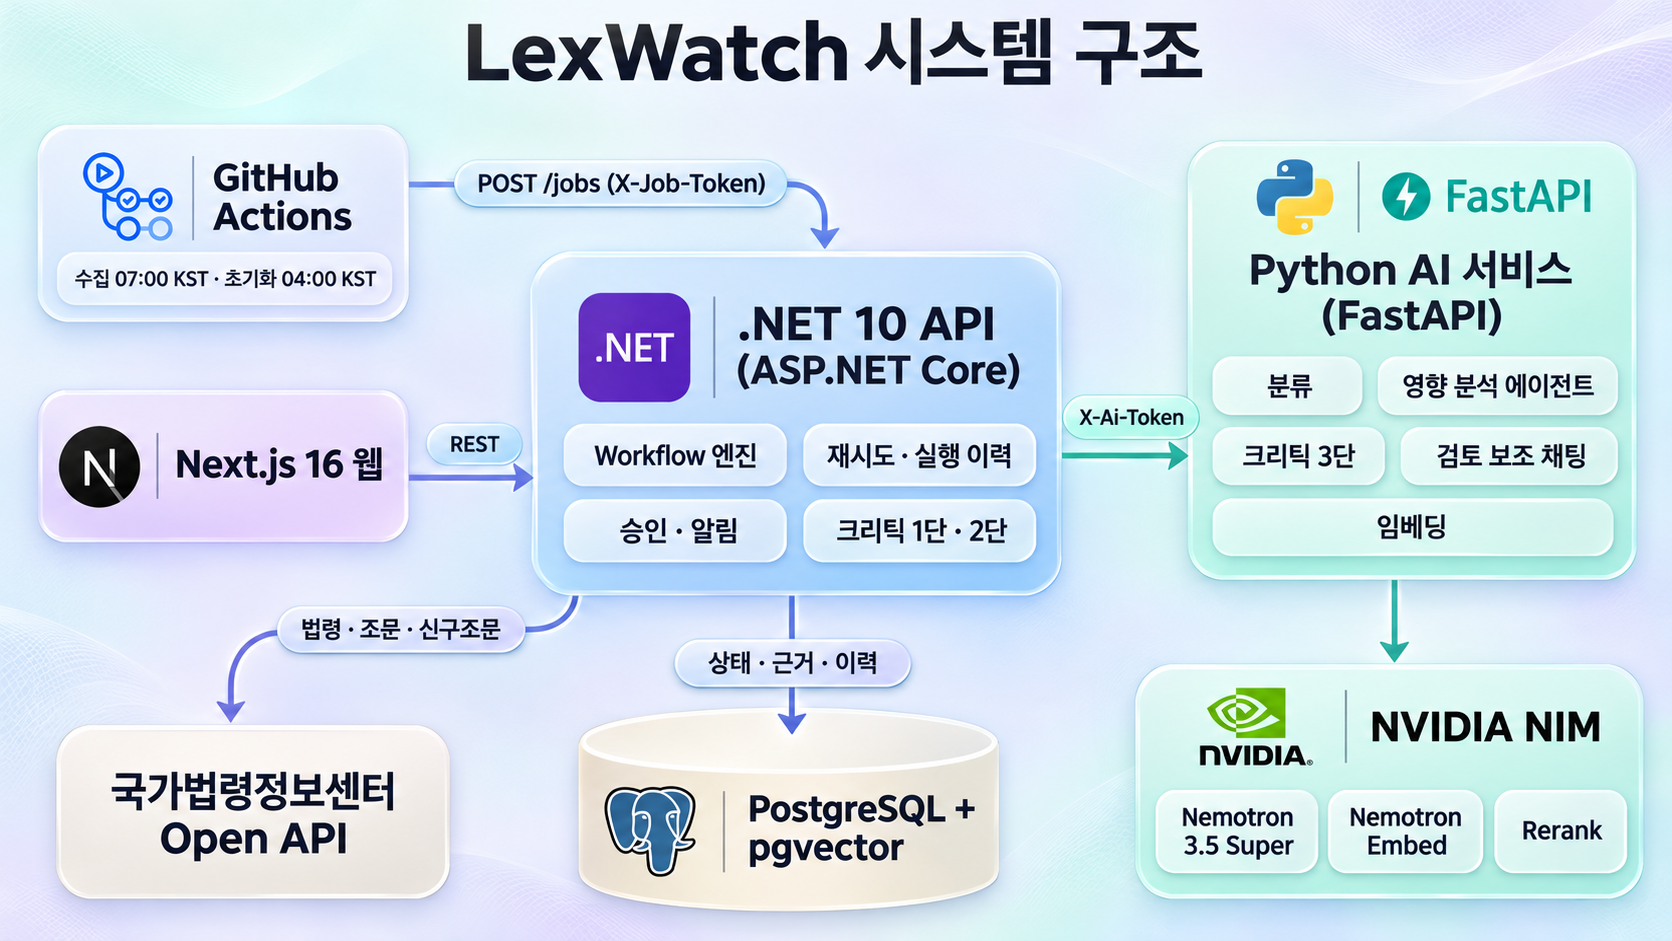 LexWatch 시스템 구조
GitHub
Actions
수집 07:00 KST · 초기화 04:00 KST
POST /jobs (X-Job-Token)
N
Next.js 16 웹
REST
.NET
.NET 10 API
(ASP.NET Core)
Workflow 엔진
재시도 · 실행 이력
승인 · 알림
크리틱 1단 · 2단
X-Ai-Token
FastAPI
Python AI 서비스
(FastAPI)
분류
영향 분석 에이전트
크리틱 3단
검토 보조 채팅
임베딩
법령 · 조문 · 신구조문
상태 · 근거 · 이력
국가법령정보센터
Open API
PostgreSQL +
pgvector
NVIDIA®
NVIDIA NIM
Nemotron
3.5 Super
Nemotron
Embed
Rerank